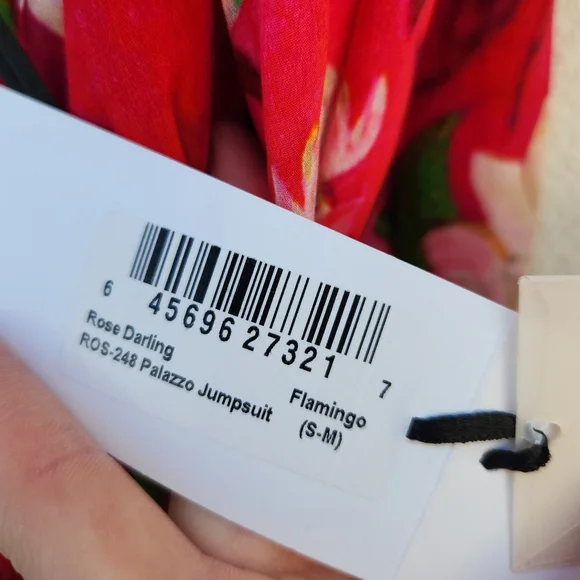 6 45696 27321 7
Rose Darling
ROS-248 Palazzo Jumpsuit
Flamingo
(S-M)